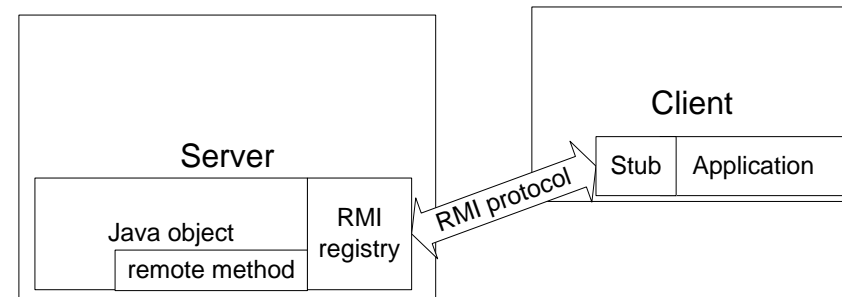 Server
Java object
remote method
RMI
registry
RMI protocol
Client
Stub
Application